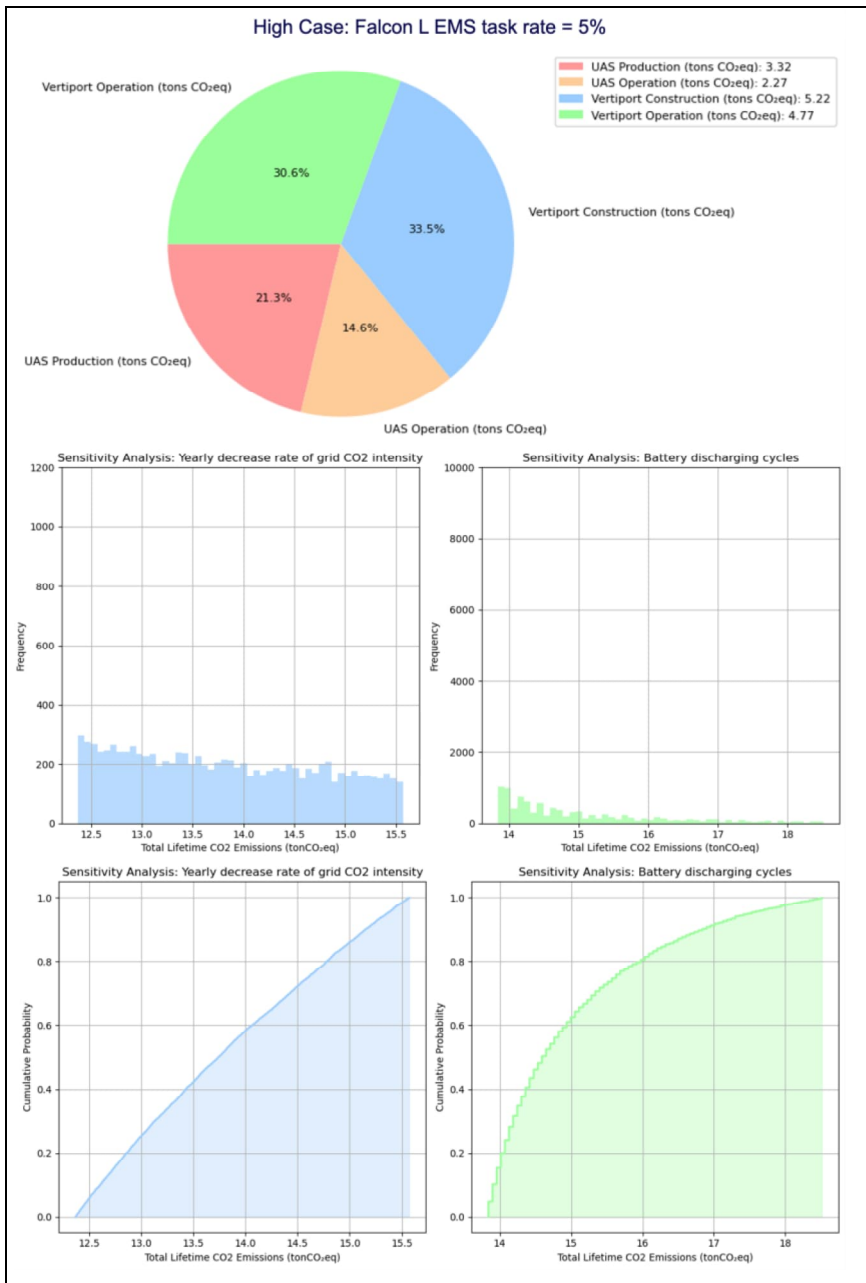 High Case: Falcon L EMS task rate = 5%
UAS Production (tons CO₂eq): 3.32
UAS Operation (tons CO₂eq): 2.27
Vertiport Construction (tons CO₂eq): 5.22
Vertiport Operation (tons CO₂eq): 4.77
Vertiport Operation (tons CO₂eq)
30.6%
Vertiport Construction (tons CO₂eq)
33.5%
21.3%
14.6%
UAS Production (tons CO₂eq)
UAS Operation (tons CO₂eq)
Sensitivity Analysis: Yearly decrease rate of grid CO2 intensity
1200
1000
800
600
400
200
0
Frequency
12.5 13.0 13.5 14.0 14.5 15.0 15.5
Total Lifetime CO2 Emissions (tonCO₂eq)
Sensitivity Analysis: Battery discharging cycles
10000
8000
6000
4000
2000
0
Frequency
14 15 16 17 18
Total Lifetime CO2 Emissions (tonCO₂eq)
Sensitivity Analysis: Yearly decrease rate of grid CO2 intensity
1.0
0.8
0.6
0.4
0.2
0.0
Cumulative Probability
12.5 13.0 13.5 14.0 14.5 15.0 15.5
Total Lifetime CO2 Emissions (tonCO₂eq)
Sensitivity Analysis: Battery discharging cycles
1.0
0.8
0.6
0.4
0.2
0.0
Cumulative Probability
14 15 16 17 18
Total Lifetime CO2 Emissions (tonCO₂eq)